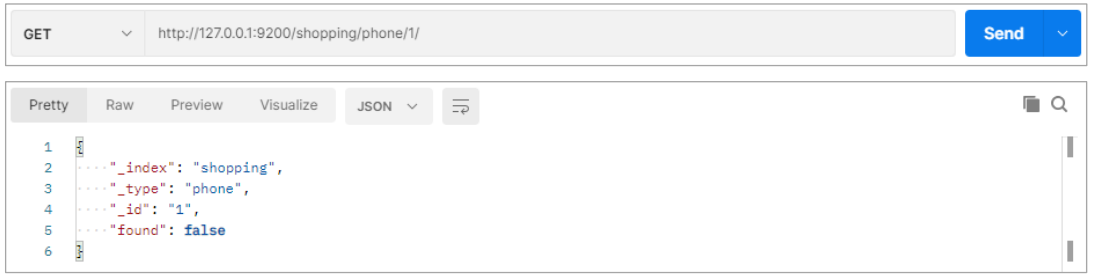 GET http://127.0.0.1:9200/shopping/phone/1/ Send
Pretty Raw Preview Visualize JSON
1 {
2 ····"_index": "shopping",
3 ····"_type": "phone",
4 ····"_id": "1",
5 ····"found": false
6 }